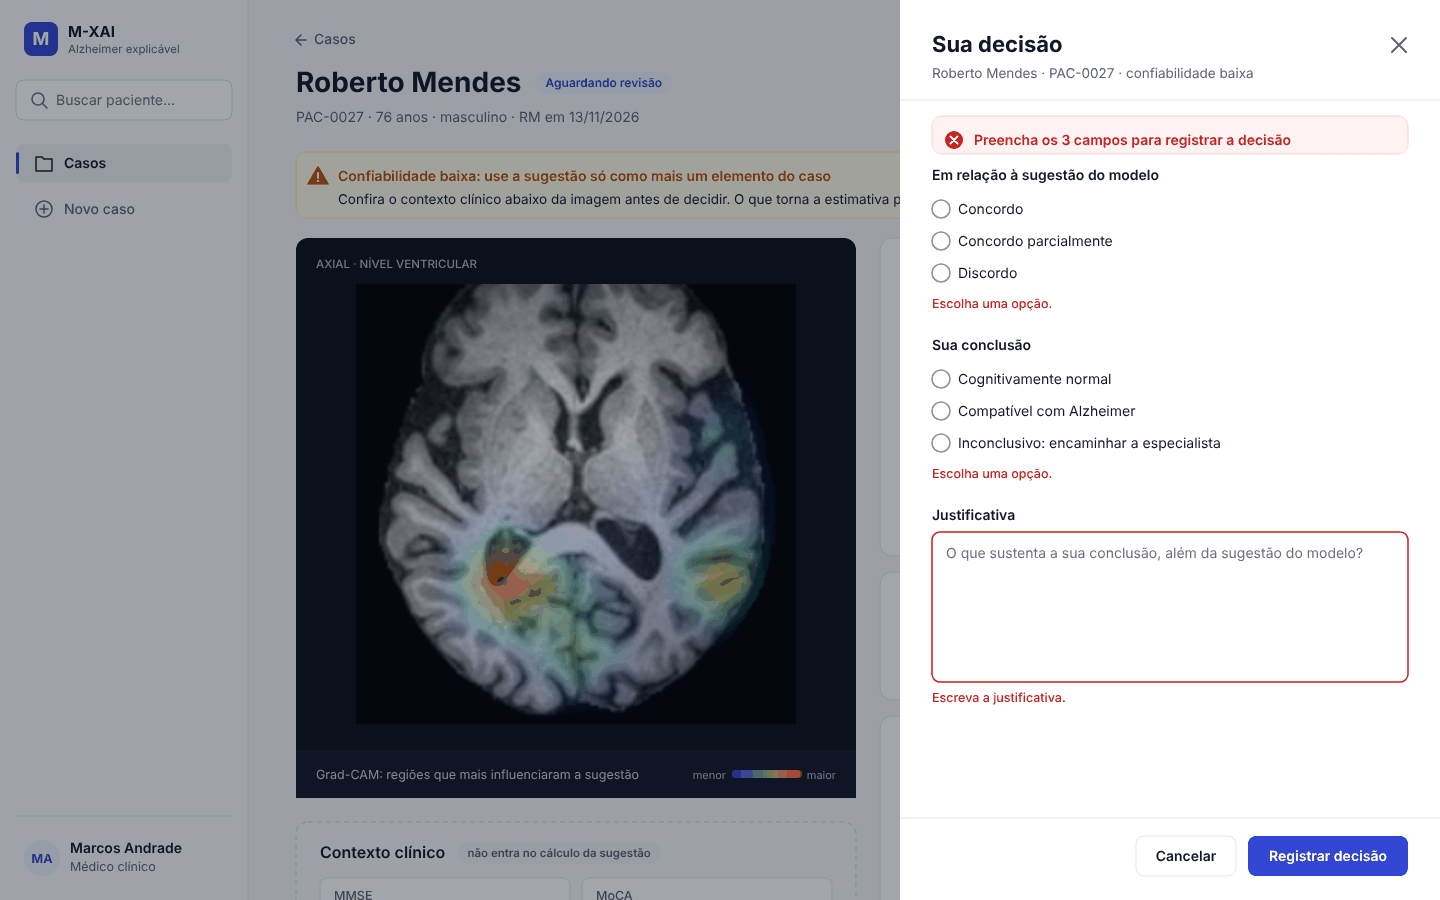 M
M-XAI
Alzheimer explicável
Buscar paciente...
Casos
Novo caso
MA
Marcos Andrade
Médico clínico
Casos
Roberto Mendes
Aguardando revisão
PAC-0027 · 76 anos · masculino · RM em 13/11/2026
Confiabilidade baixa: use a sugestão só como mais um elemento do caso
Confira o contexto clínico abaixo da imagem antes de decidir. O que torna a estimativa p
AXIAL · NÍVEL VENTRICULAR
Grad-CAM: regiões que mais influenciaram a sugestão
menor
maior
Contexto clínico
não entra no cálculo da sugestão
MMSE
MoCA
Sua decisão
Roberto Mendes · PAC-0027 · confiabilidade baixa
Preencha os 3 campos para registrar a decisão
Em relação à sugestão do modelo
Concordo
Concordo parcialmente
Discordo
Escolha uma opção.
Sua conclusão
Cognitivamente normal
Compatível com Alzheimer
Inconclusivo: encaminhar a especialista
Escolha uma opção.
Justificativa
O que sustenta a sua conclusão, além da sugestão do modelo?
Escreva a justificativa.
Cancelar
Registrar decisão